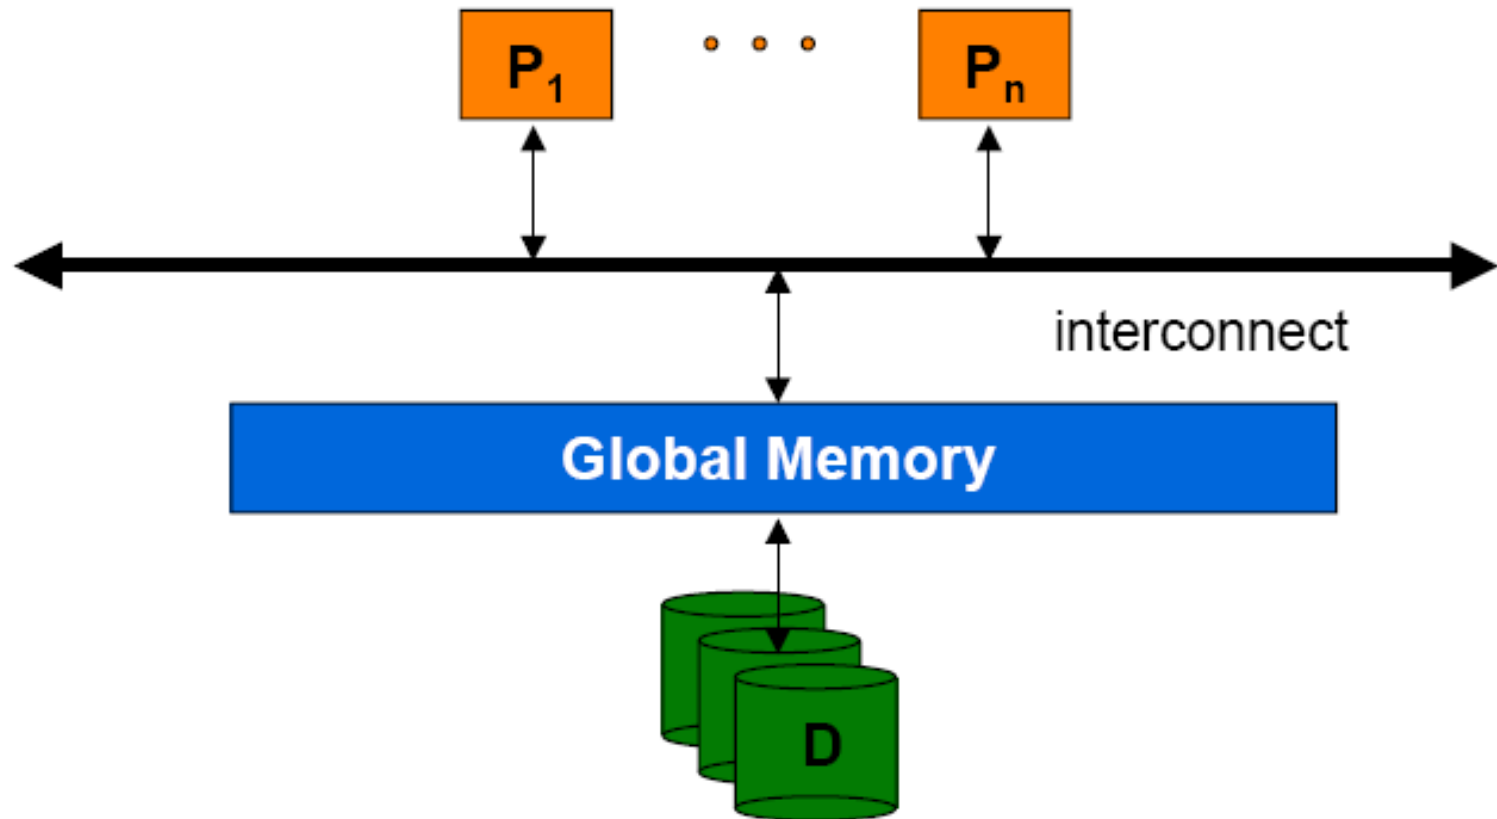 P₁ • • • Pₙ
interconnect
Global Memory
D